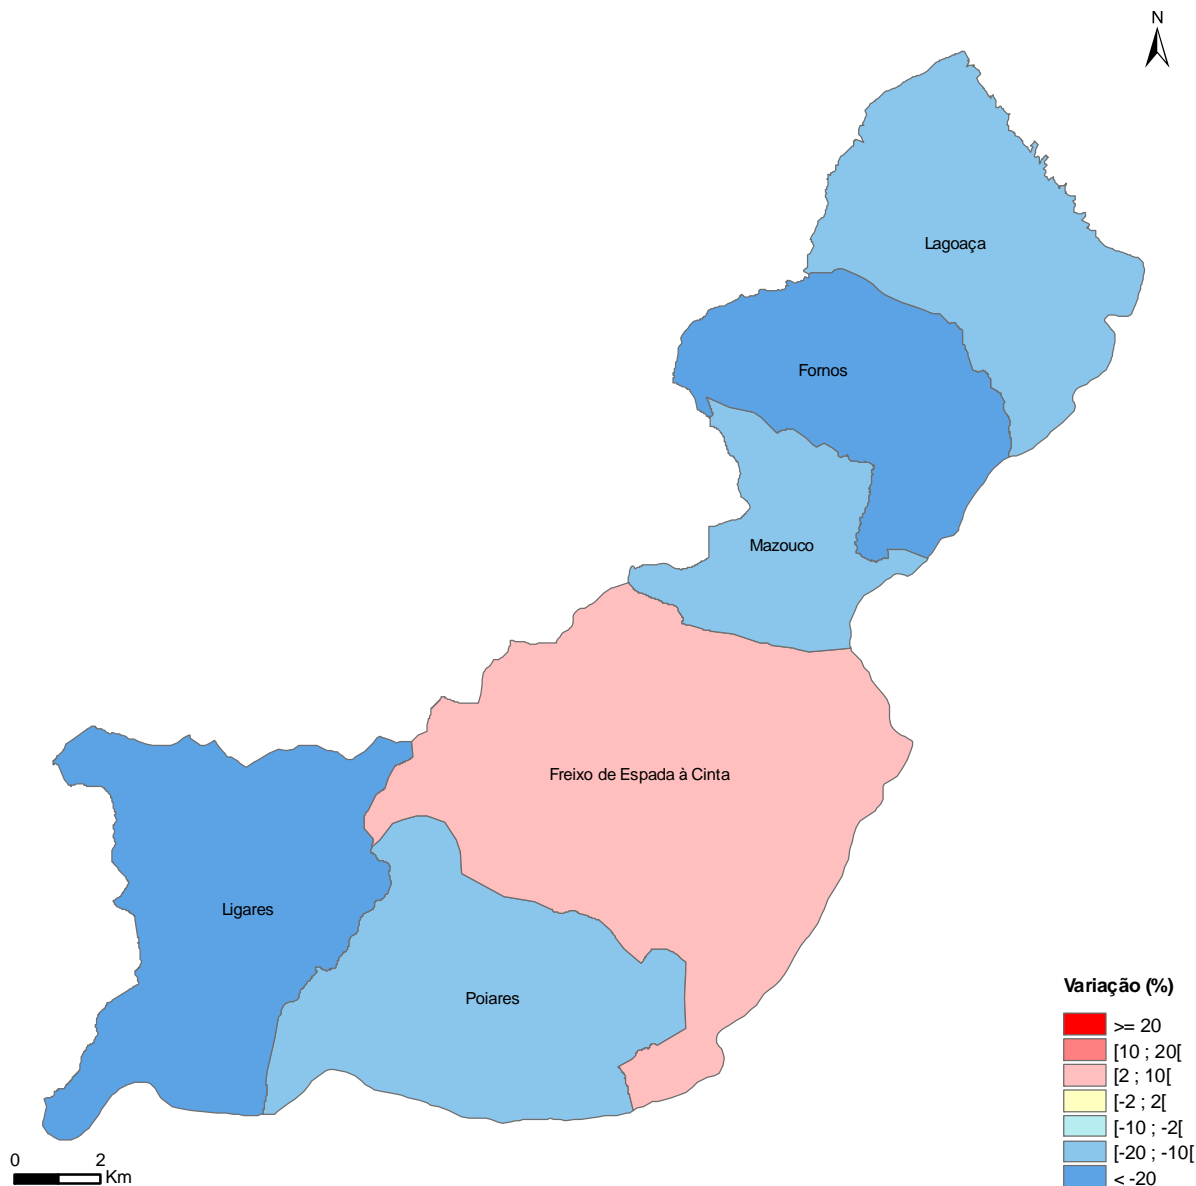 N
Lagoaça
Fornos
Mazouco
Freixo de Espada à Cinta
Ligares
Poiares
Variação (%)
>= 20
[10 ; 20[
[2 ; 10[
[-2 ; 2[
[-10 ; -2[
[-20 ; -10[
< -20
0 2
Km